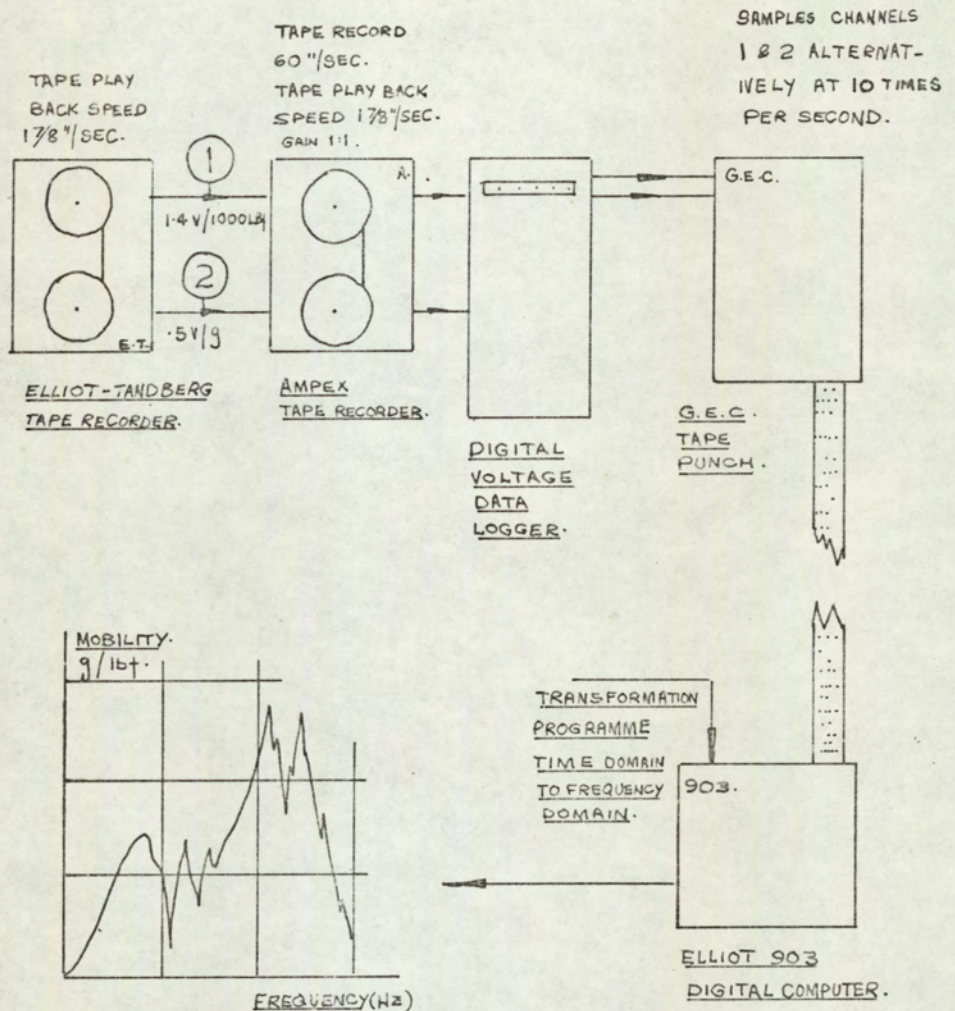 TAPE PLAY
BACK SPEED
1 7/8"/SEC.
TAPE RECORD
60"/SEC.
TAPE PLAY BACK
SPEED 1 7/8"/SEC.
GAIN 1:1.
SAMPLES CHANNELS
1 & 2 ALTERNAT-
IVELY AT 10 TIMES
PER SECOND.
1
1.4V/1000Lbf
2
.5V/g
E.T.
A.
G.E.C.
ELLIOT-TANDBERG
TAPE RECORDER.
AMPEX
TAPE RECORDER.
DIGITAL
VOLTAGE
DATA
LOGGER.
G.E.C.
TAPE
PUNCH.
MOBILITY.
g/lbf.
FREQUENCY(Hz)
TRANSFORMATION
PROGRAMME
TIME DOMAIN
TO FREQUENCY
DOMAIN.
903.
ELLIOT 903
DIGITAL COMPUTER.